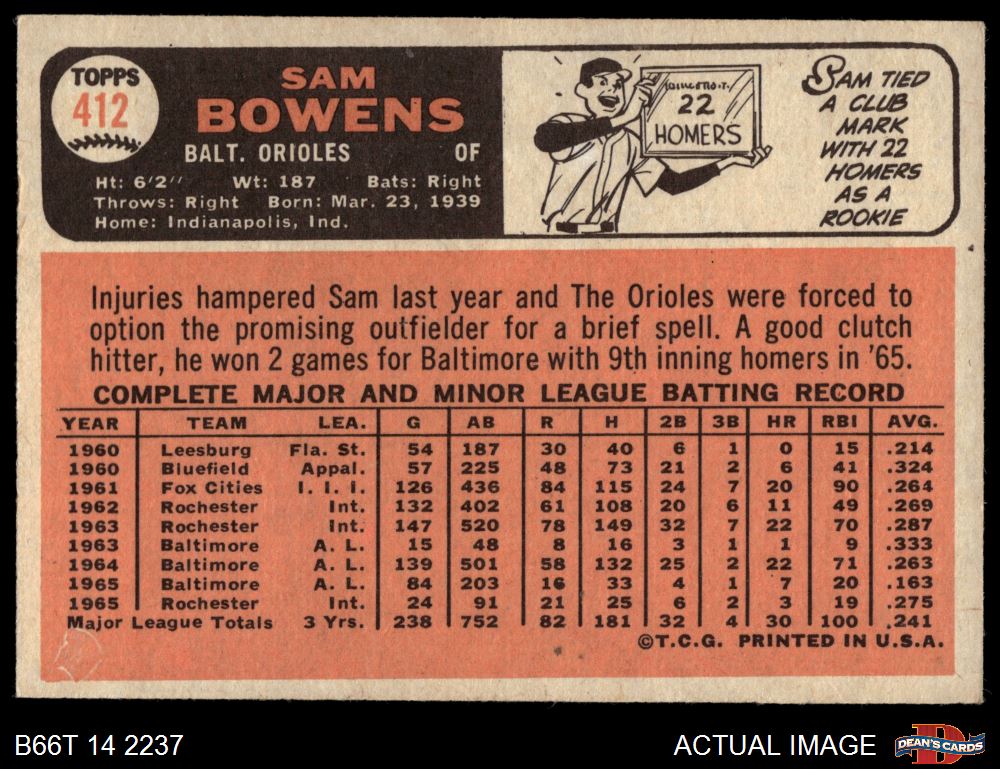 TOPPS
412
SAM
BOWENS
BALT. ORIOLES OF
Ht: 6'2" Wt: 187 Bats: Right
Throws: Right Born: Mar. 23, 1939
Home: Indianapolis, Ind.
22
HOMERS
SAM TIED
A CLUB
MARK
WITH 22
HOMERS
AS A
ROOKIE
Injuries hampered Sam last year and The Orioles were forced to
option the promising outfielder for a brief spell. A good clutch
hitter, he won 2 games for Baltimore with 9th inning homers in '65.
COMPLETE MAJOR AND MINOR LEAGUE BATTING RECORD
YEAR TEAM LEA. G AB R H 2B 3B HR RBI AVG.
1960 Leesburg Fla. St. 54 187 30 40 6 1 0 15 .214
1960 Bluefield Appal. 57 225 48 73 21 2 6 41 .324
1961 Fox Cities I. I. I. 126 436 84 115 24 7 20 90 .264
1962 Rochester Int. 132 402 61 108 20 6 11 49 .269
1963 Rochester Int. 147 520 78 149 32 7 22 70 .287
1963 Baltimore A. L. 15 48 8 16 3 1 1 9 .333
1964 Baltimore A. L. 139 501 58 132 25 2 22 71 .263
1965 Baltimore A. L. 84 203 16 33 4 1 7 20 .163
1965 Rochester Int. 24 91 21 25 6 2 3 19 .275
Major League Totals 3 Yrs. 238 752 82 181 32 4 30 100 .241
©T.C.G. PRINTED IN U.S.A.
B66T 14 2237
ACTUAL IMAGE
DEAN'S CARDS